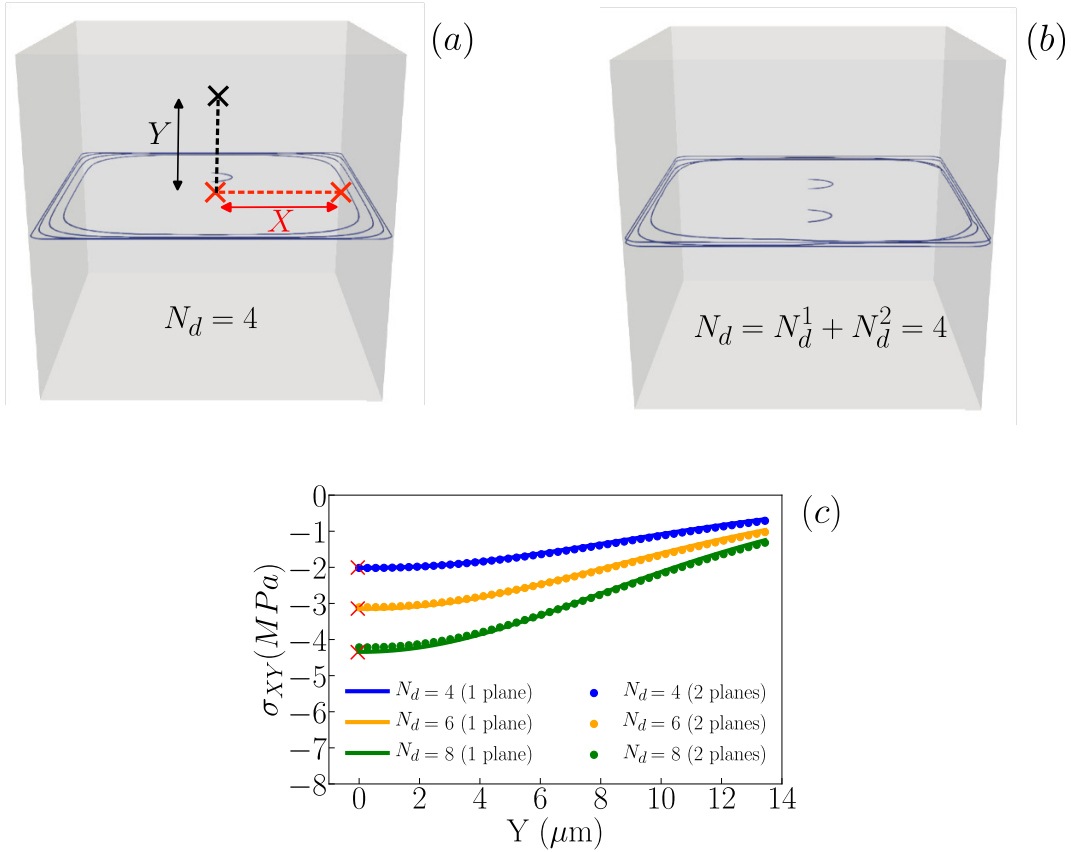 (a)
Y
X
N_d = 4
(b)
N_d = N_d^1 + N_d^2 = 4
(c)
σ_XY(MPa)
0
−1
−2
−3
−4
−5
−6
−7
−8
N_d = 4 (1 plane)
N_d = 6 (1 plane)
N_d = 8 (1 plane)
N_d = 4 (2 planes)
N_d = 6 (2 planes)
N_d = 8 (2 planes)
0 2 4 6 8 10 12 14
Y (μm)